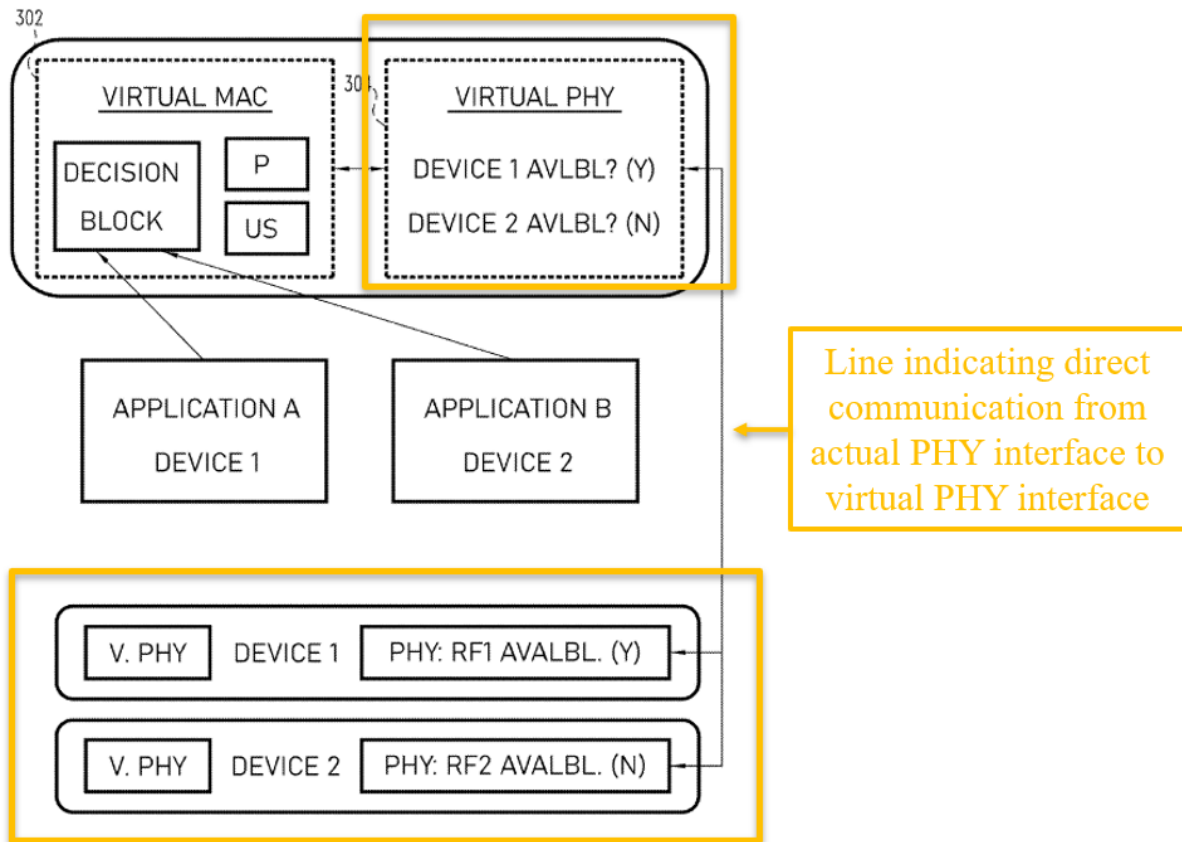 302
VIRTUAL MAC
DECISION
BLOCK
P
US
304
VIRTUAL PHY
DEVICE 1 AVLBL? (Y)
DEVICE 2 AVLBL? (N)
APPLICATION A
DEVICE 1
APPLICATION B
DEVICE 2
Line indicating direct
communication from
actual PHY interface to
virtual PHY interface
V. PHY DEVICE 1 PHY: RF1 AVALBL. (Y)
V. PHY DEVICE 2 PHY: RF2 AVALBL. (N)